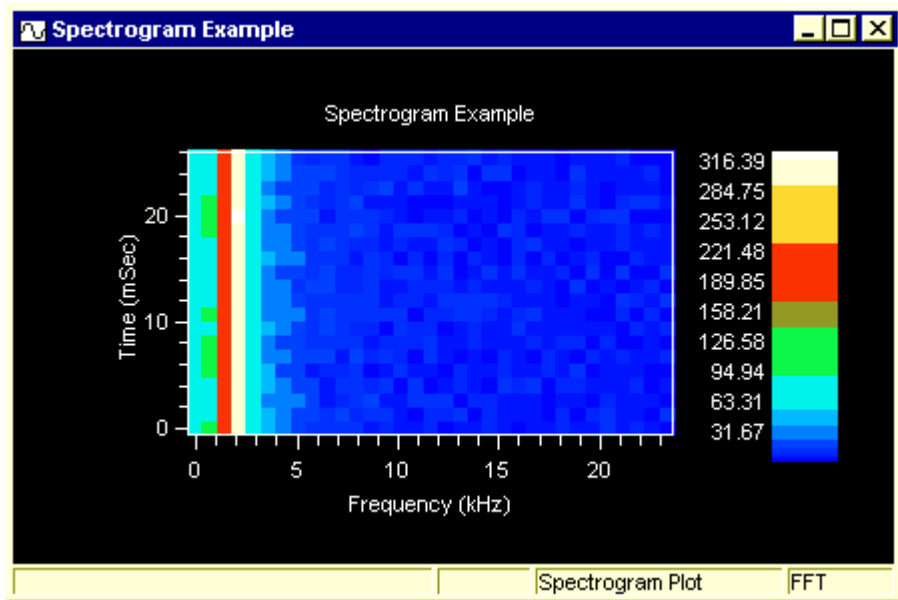 Spectrogram Example
Spectrogram Example
316.39
284.75
253.12
221.48
189.85
158.21
126.58
94.94
63.31
31.67
Time (mSec)
20
10
0
0 5 10 15 20
Frequency (kHz)
Spectrogram Plot FFT